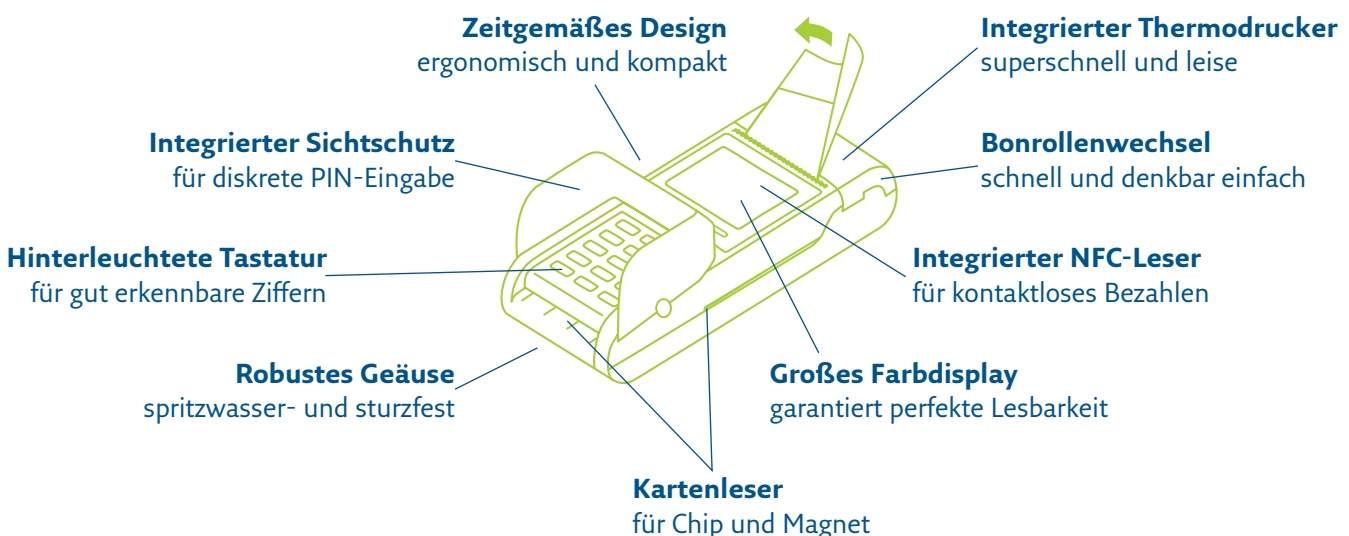 Zeitgemäßes Design
ergonomisch und kompakt
Integrierter Thermodrucker
superschnell und leise
Integrierter Sichtschutz
für diskrete PIN-Eingabe
Bonrollenwechsel
schnell und denkbar einfach
Hinterleuchtete Tastatur
für gut erkennbare Ziffern
Integrierter NFC-Leser
für kontaktloses Bezahlen
Robustes Geäuse
spritzwasser- und sturzfest
Großes Farbdisplay
garantiert perfekte Lesbarkeit
Kartenleser
für Chip und Magnet